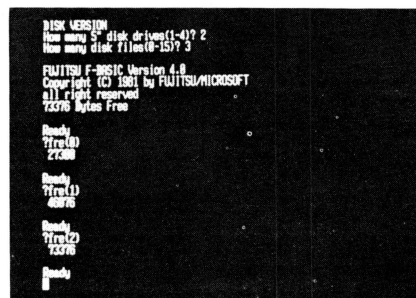 DISK VERSION
How many 5" disk drives(1-4)? 2
How many disk files(0-15)? 3
FUJITSU F-BASIC Version 4.0
Copyright (C) 1981 by FUJITSU/MICROSOFT
all right reserved
73376 Bytes Free
Ready
?fre(0)
27300
Ready
?fre(1)
46076
Ready
?fre(2)
73376
Ready